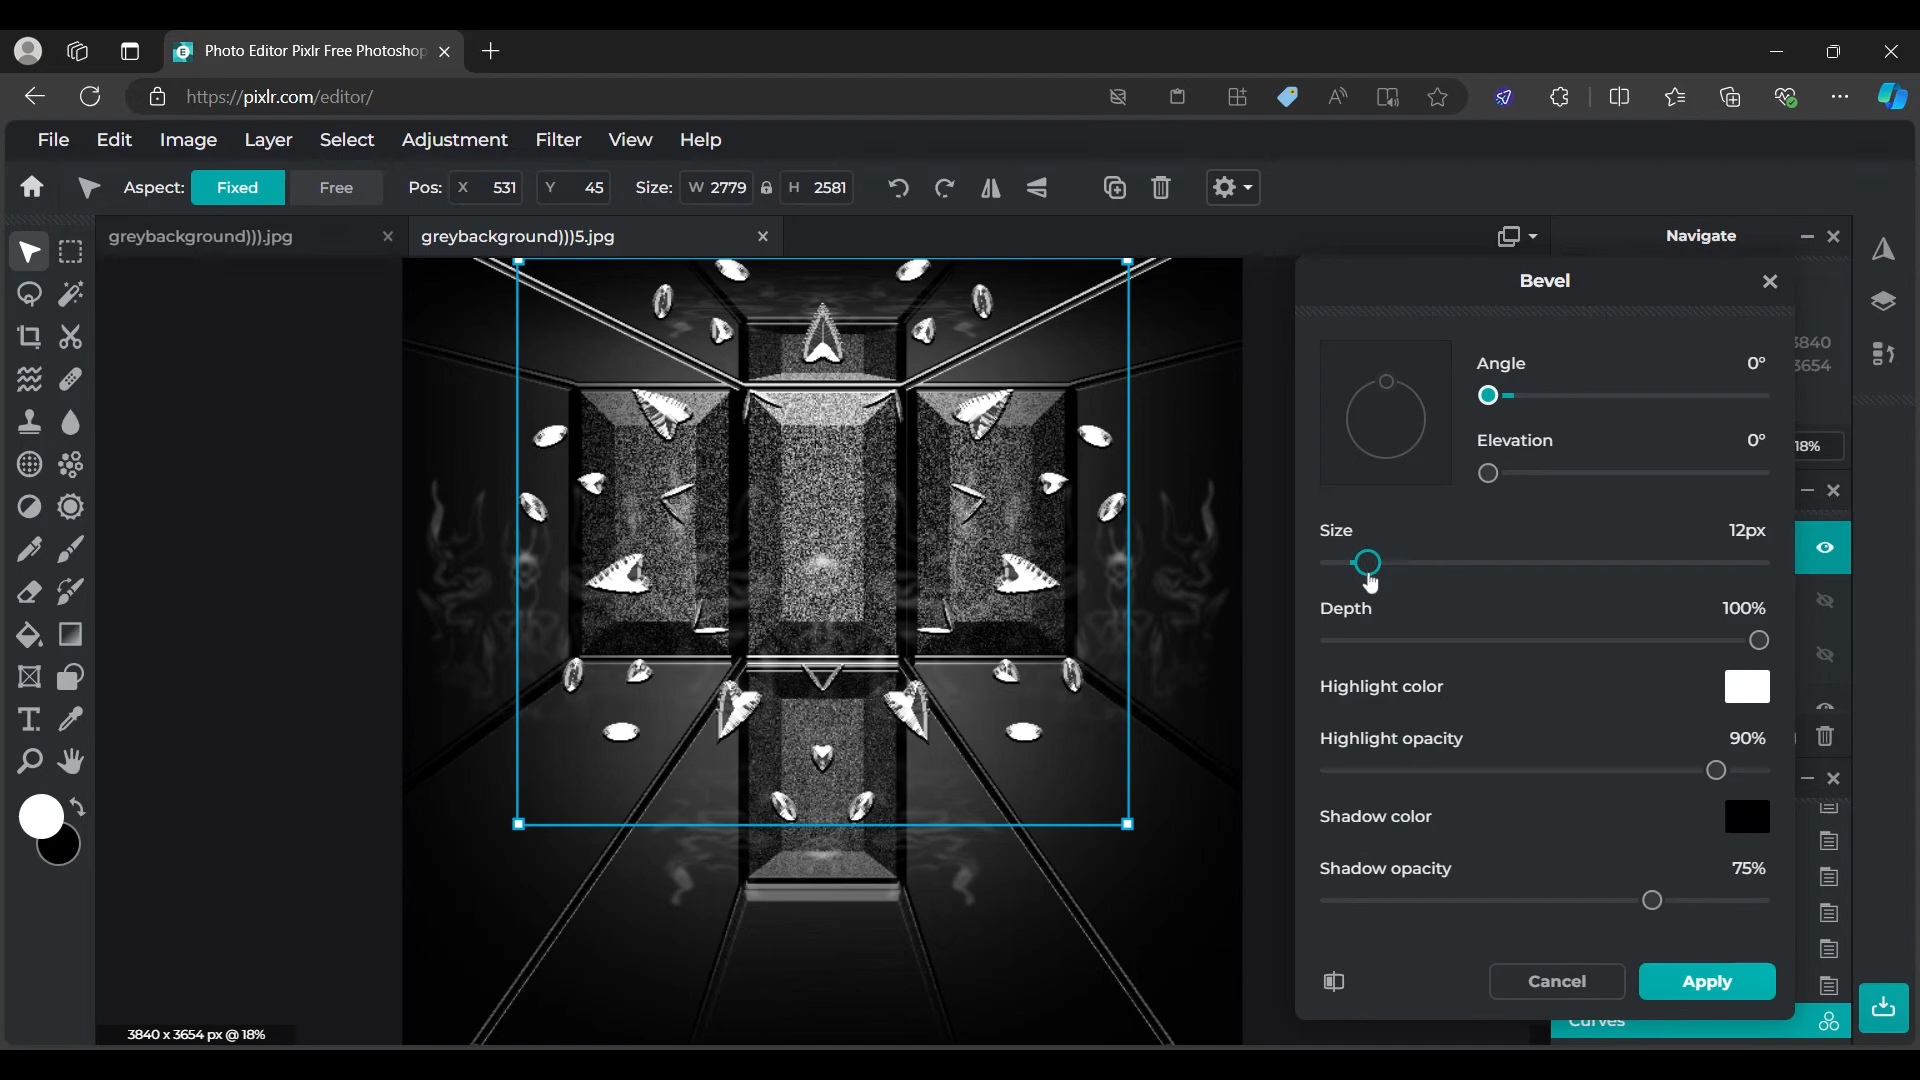 Photo Editor Pixlr Free Photoshop
https://pixlr.com/editor/
File Edit Image Layer Select Adjustment Filter View Help
Aspect: Fixed Free Pos: X 531 Y 45 Size: W 2779 H 2581
greybackground))).jpg greybackground)))5.jpg Navigate
Bevel
3840
3654
Angle 0°
Elevation 0°
18%
Size 12px
Depth 100%
Highlight color
Highlight opacity 90%
Shadow color
Shadow opacity 75%
Cancel Apply
Curves
3840 x 3654 px @ 18%